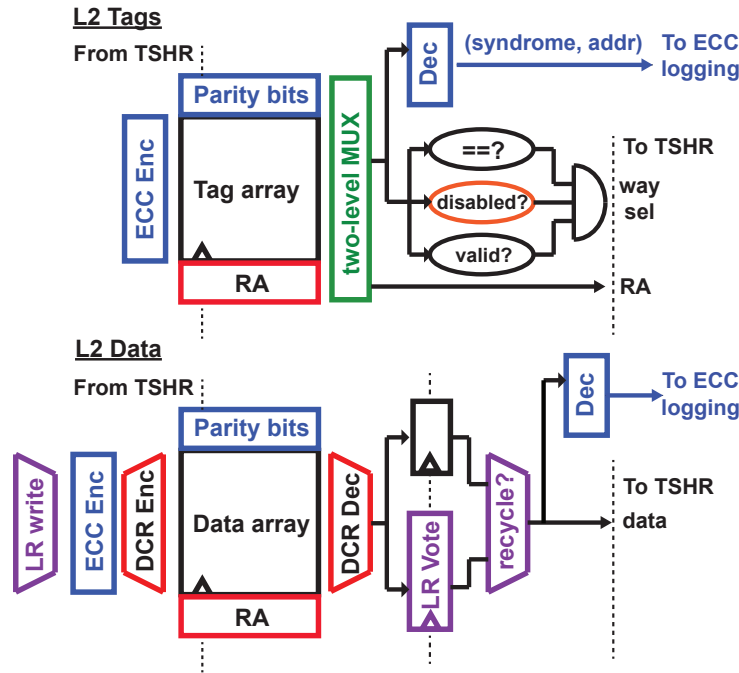 L2 Tags
From TSHR
Parity bits
ECC Enc
Tag array
RA
two-level MUX
Dec
(syndrome, addr)
To ECC
logging
==?
disabled?
valid?
To TSHR
way
sel
RA
L2 Data
From TSHR
Parity bits
LR write
ECC Enc
DCR Enc
Data array
RA
DCR Dec
LR Vote
recycle?
Dec
To ECC
logging
To TSHR
data